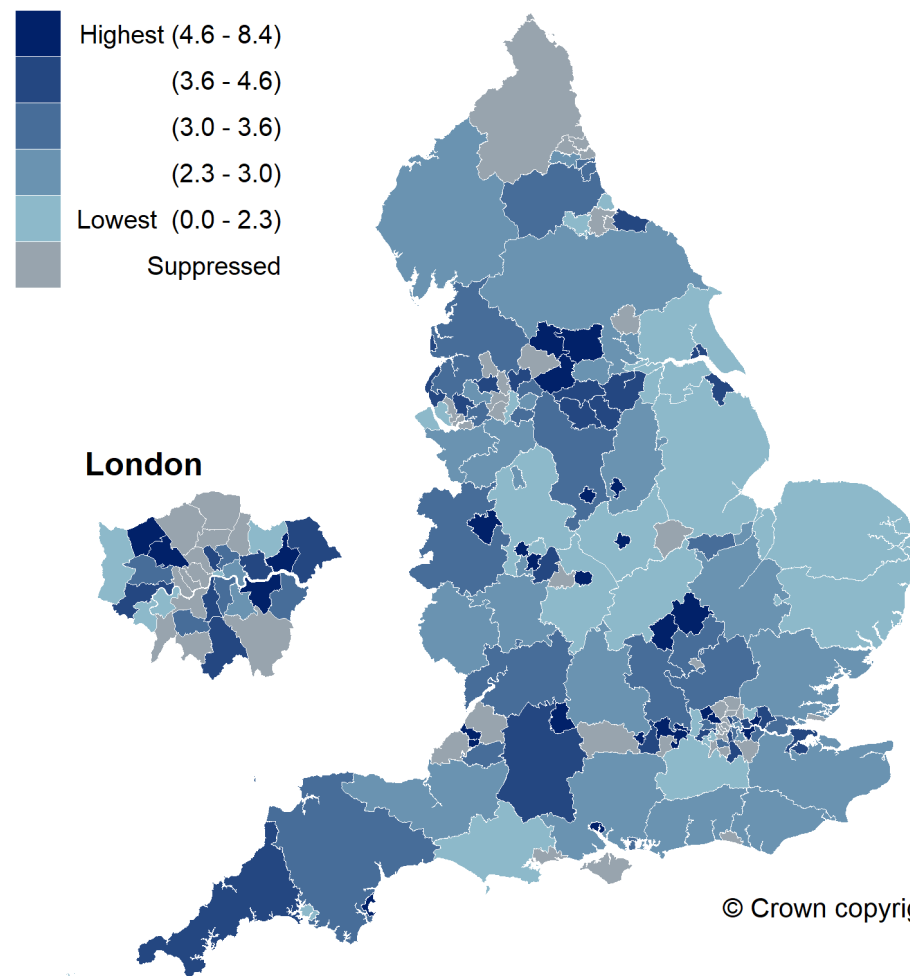 Highest (4.6 - 8.4)
(3.6 - 4.6)
(3.0 - 3.6)
(2.3 - 3.0)
Lowest (0.0 - 2.3)
Suppressed
London
© Crown copyrig